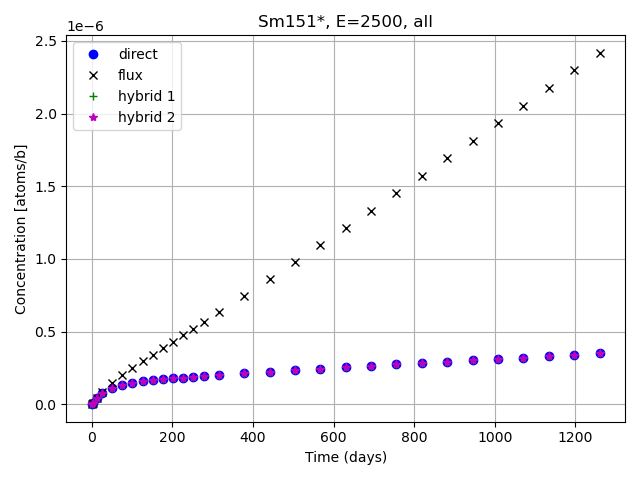 Sm151*, E=2500, all
1e−6
direct
flux
hybrid 1
hybrid 2
2.5
2.0
1.5
1.0
0.5
0.0
Concentration [atoms/b]
0 200 400 600 800 1000 1200
Time (days)